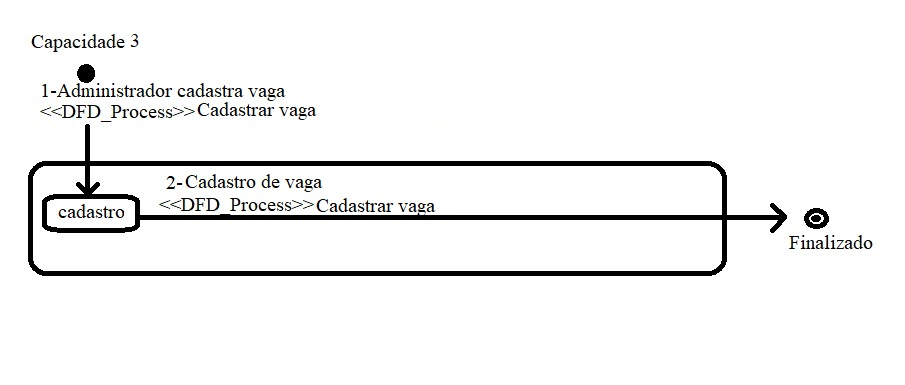 Capacidade 3
1-Administrador cadastra vaga
<<DFD_Process>>Cadastrar vaga
2-Cadastro de vaga
<<DFD_Process>>Cadastrar vaga
cadastro
Finalizado